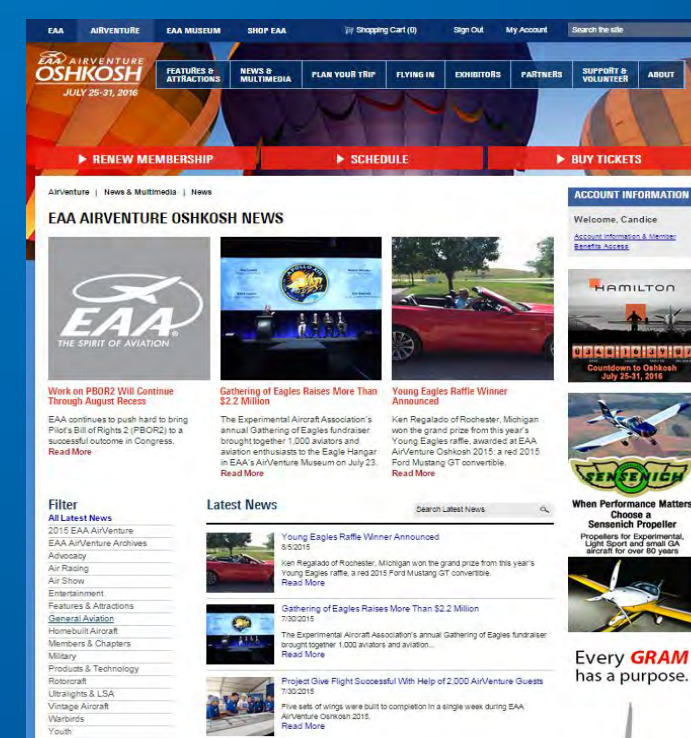 EAA AIRVENTURE EAA MUSEUM SHOP EAA Shopping Cart (0) Sign Out My Account Search the site
EAA AIRVENTURE
OSHKOSH
JULY 25-31, 2016
FEATURES &
ATTRACTIONS
NEWS &
MULTIMEDIA
PLAN YOUR TRIP
FLYING IN
EXHIBITORS
PARTNERS
SUPPORT &
VOLUNTEER
ABOUT
RENEW MEMBERSHIP
SCHEDULE
BUY TICKETS
AirVenture | News & Multimedia | News
EAA AIRVENTURE OSHKOSH NEWS
EAA
THE SPIRIT OF AVIATION
Work on PBOR2 Will Continue
Through August Recess
EAA continues to push hard to bring
Pilot's Bill of Rights 2 (PBOR2) to a
successful outcome in Congress.
Read More
Gathering of Eagles Raises More Than
$2.2 Million
The Experimental Aircraft Association's
annual Gathering of Eagles fundraiser
brought together 1,000 aviators and
aviation enthusiasts to the Eagle Hangar
in EAA's AirVenture Museum on July 23.
Read More
Young Eagles Raffle Winner
Announced
Ken Regalado of Rochester, Michigan
won the grand prize from this year's
Young Eagles raffle, awarded at EAA
AirVenture Oshkosh 2015: a red 2015
Ford Mustang GT convertible.
Read More
Filter
All Latest News
2015 EAA AirVenture
EAA AirVenture Archives
Advocacy
Air Racing
Air Show
Entertainment
Features & Attractions
General Aviation
Homebuilt Aircraft
Members & Chapters
Military
Products & Technology
Rotorcraft
Ultralights & LSA
Vintage Aircraft
Warbirds
Youth
Latest News
Search Latest News
Young Eagles Raffle Winner Announced
8/5/2015
Ken Regalado of Rochester, Michigan won the grand prize from this year's
Young Eagles raffle, a red 2015 Ford Mustang GT convertible.
Read More
Gathering of Eagles Raises More Than $2.2 Million
7/30/2015
The Experimental Aircraft Association's annual Gathering of Eagles fundraiser
brought together 1,000 aviators and aviation...
Read More
Project Give Flight Successful With Help of 2,000 AirVenture Guests
7/30/2015
Five sets of wings were built to completion in a single week during EAA
AirVenture Oshkosh 2015.
Read More
ACCOUNT INFORMATION
Welcome, Candice
Account Information & Member
Benefits Access
HAMILTON
Countdown to Oshkosh
July 25-31, 2016
SENSENICH
When Performance Matters
Choose a
Sensenich Propeller
Propellers for Experimental,
Light Sport and small GA
aircraft for over 80 years
Every GRAM
has a purpose.